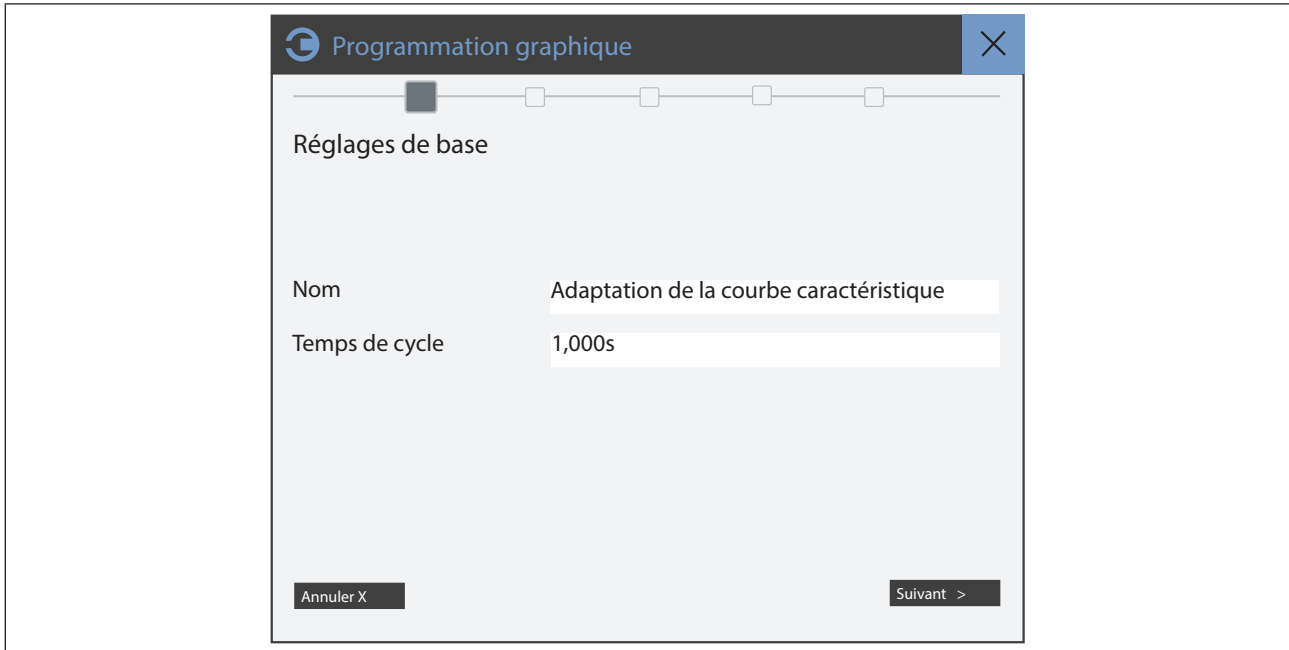 Programmation graphique
Réglages de base
Nom Adaptation de la courbe caractéristique
Temps de cycle 1,000s
Annuler X Suivant >